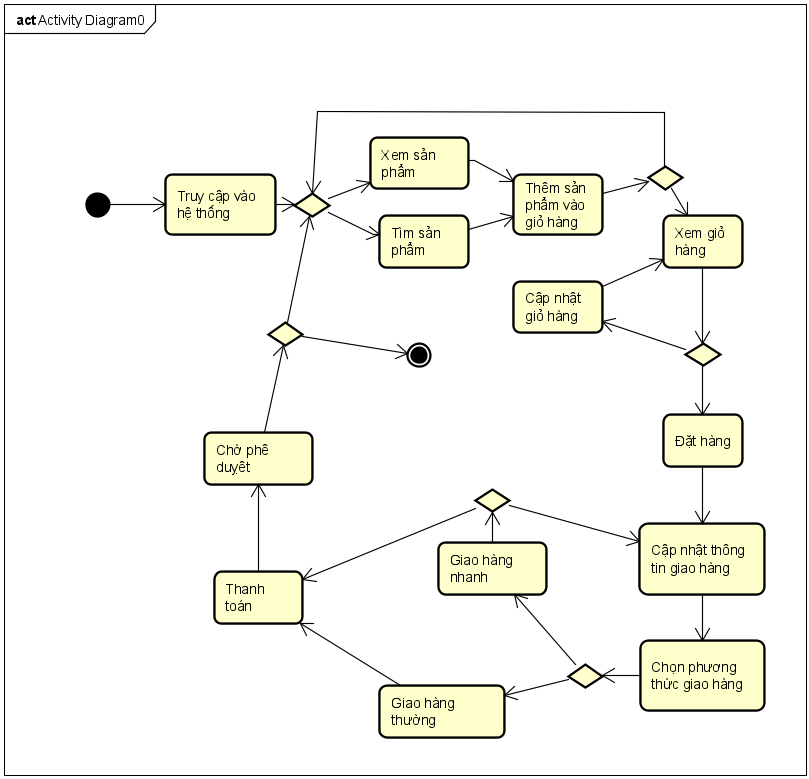 act Activity Diagram0
Truy cập vào
hệ thống
Xem sản
phẩm
Tìm sản
phẩm
Thêm sản
phẩm vào
giỏ hàng
Xem giỏ
hàng
Cập nhật
giỏ hàng
Đặt hàng
Cập nhật thông
tin giao hàng
Chọn phương
thức giao hàng
Giao hàng
nhanh
Giao hàng
thường
Thanh
toán
Chờ phê
duyệt